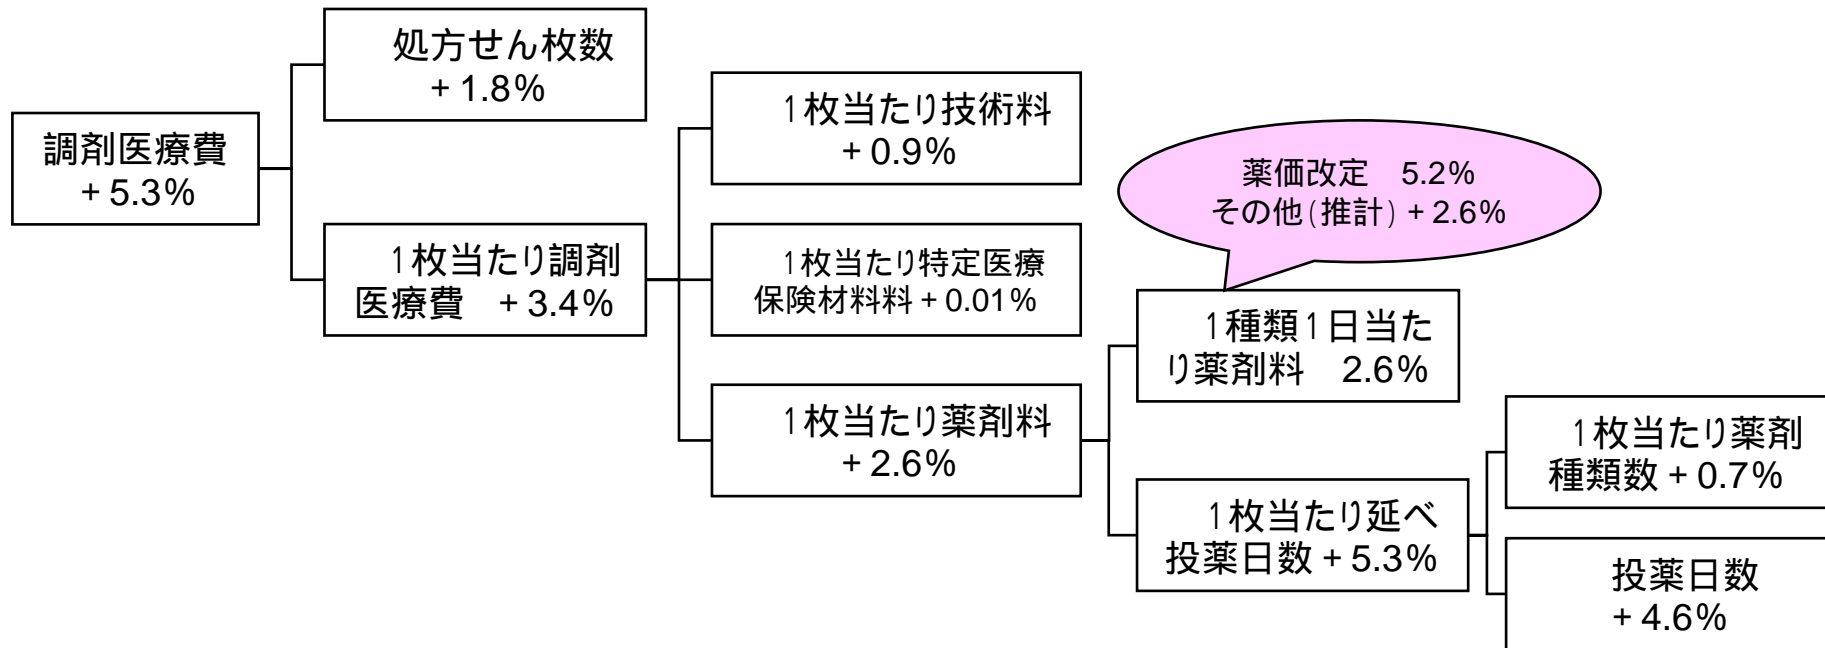 調剤医療費
+5.3%
処方せん枚数
+1.8%
1枚当たり調剤
医療費 +3.4%
1枚当たり技術料
+0.9%
1枚当たり特定医療
保険材料料+0.01%
1枚当たり薬剤料
+2.6%
薬価改定 5.2%
その他(推計)+2.6%
1種類1日当た
り薬剤料 2.6%
1枚当たり延べ
投薬日数+5.3%
1枚当たり薬剤
種類数+0.7%
投薬日数
+4.6%